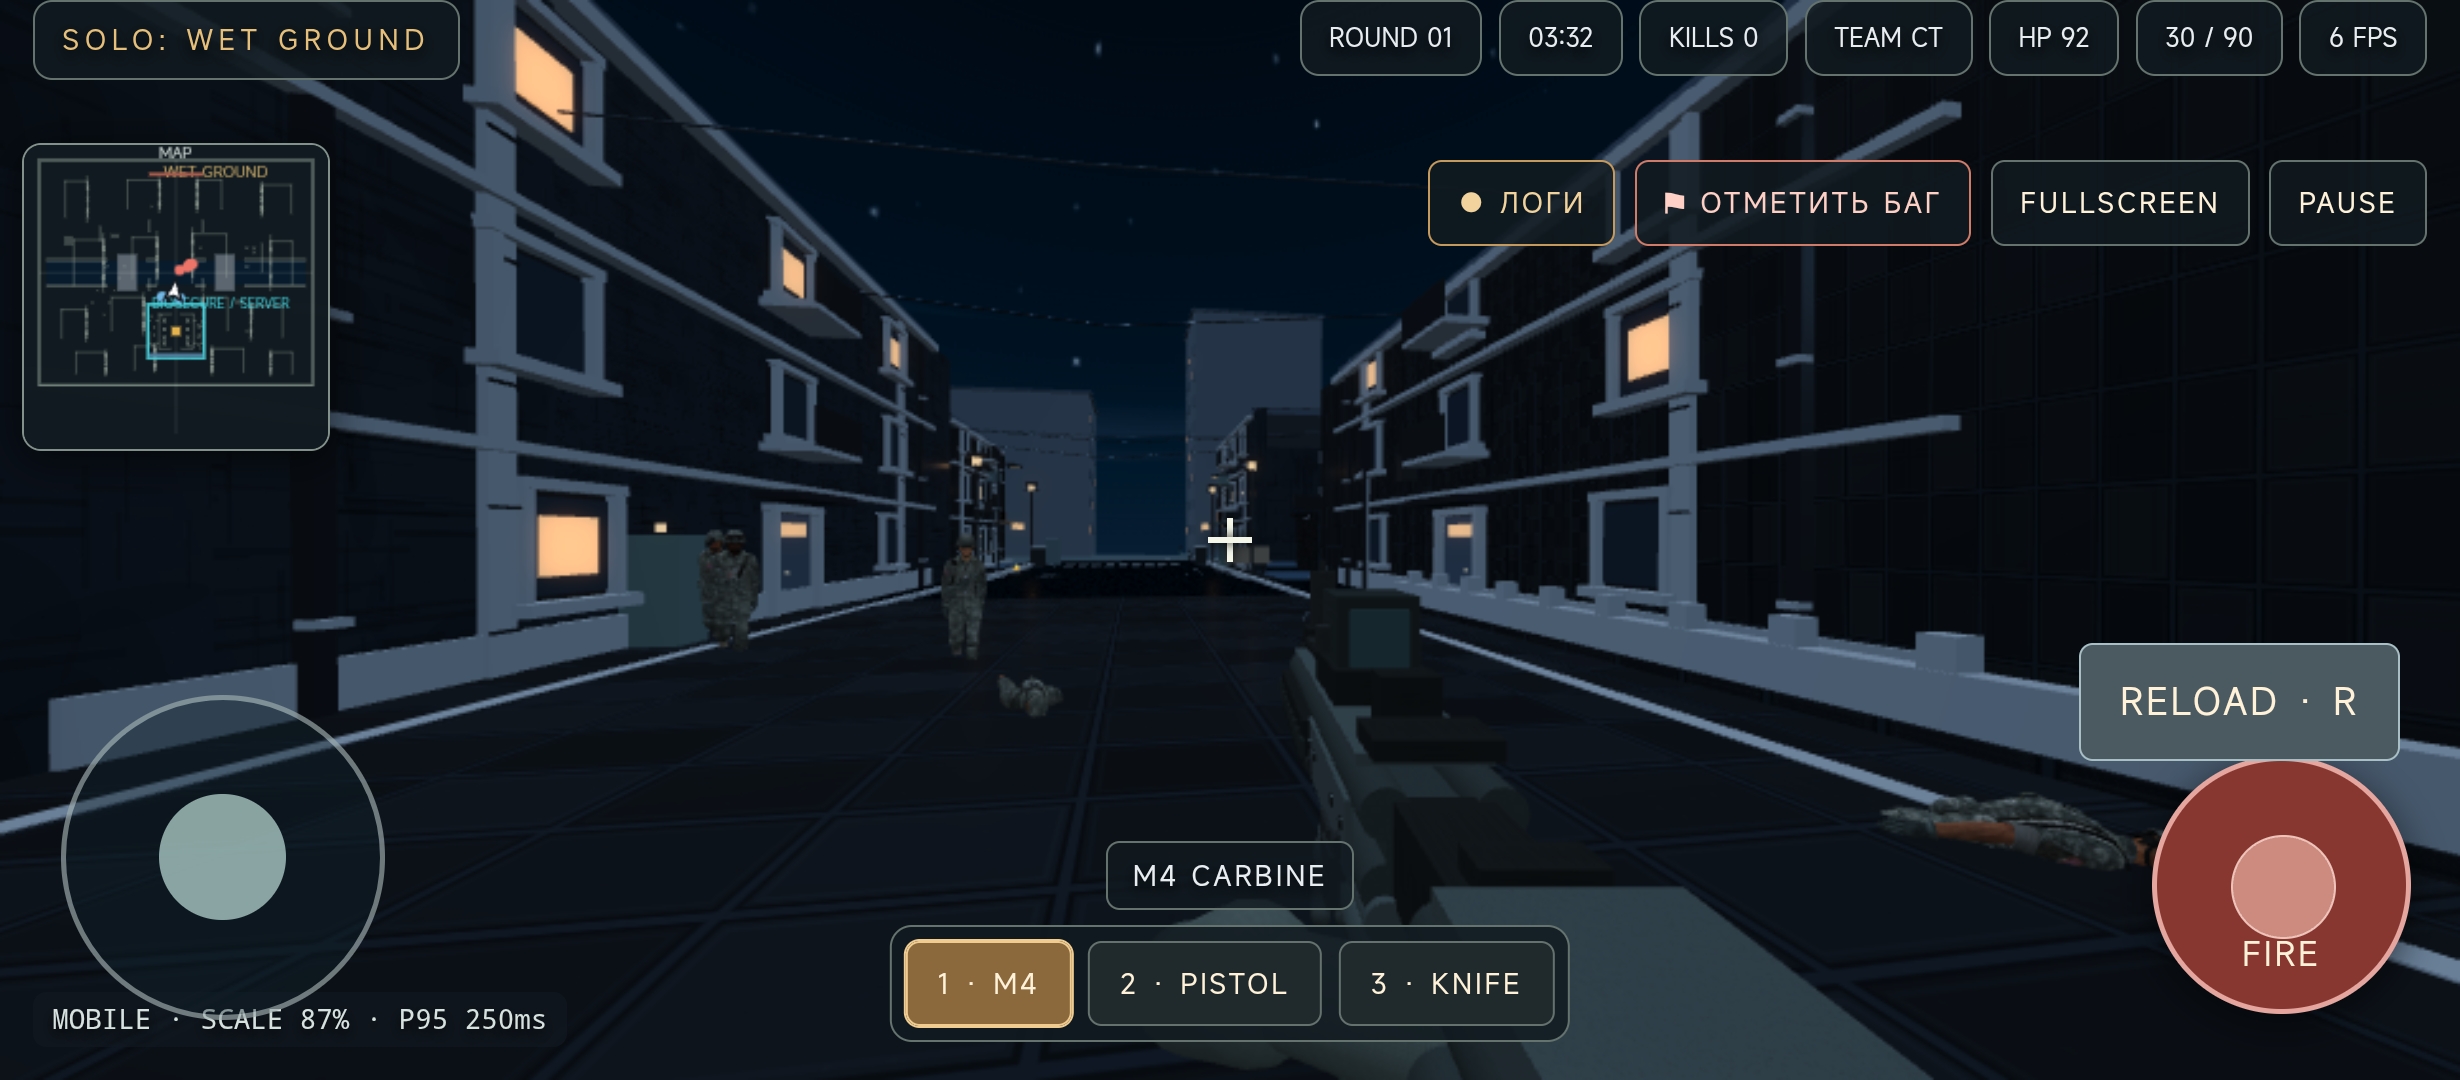 SOLO: WET GROUND
ROUND 01
03:32
KILLS 0
TEAM CT
HP 92
30 / 90
6 FPS
MAP
WET GROUND
BIOSECURE / SERVER
ЛОГИ
ОТМЕТИТЬ БАГ
FULLSCREEN
PAUSE
RELOAD · R
FIRE
M4 CARBINE
1 · M4
2 · PISTOL
3 · KNIFE
MOBILE · SCALE 87% · P95 250ms